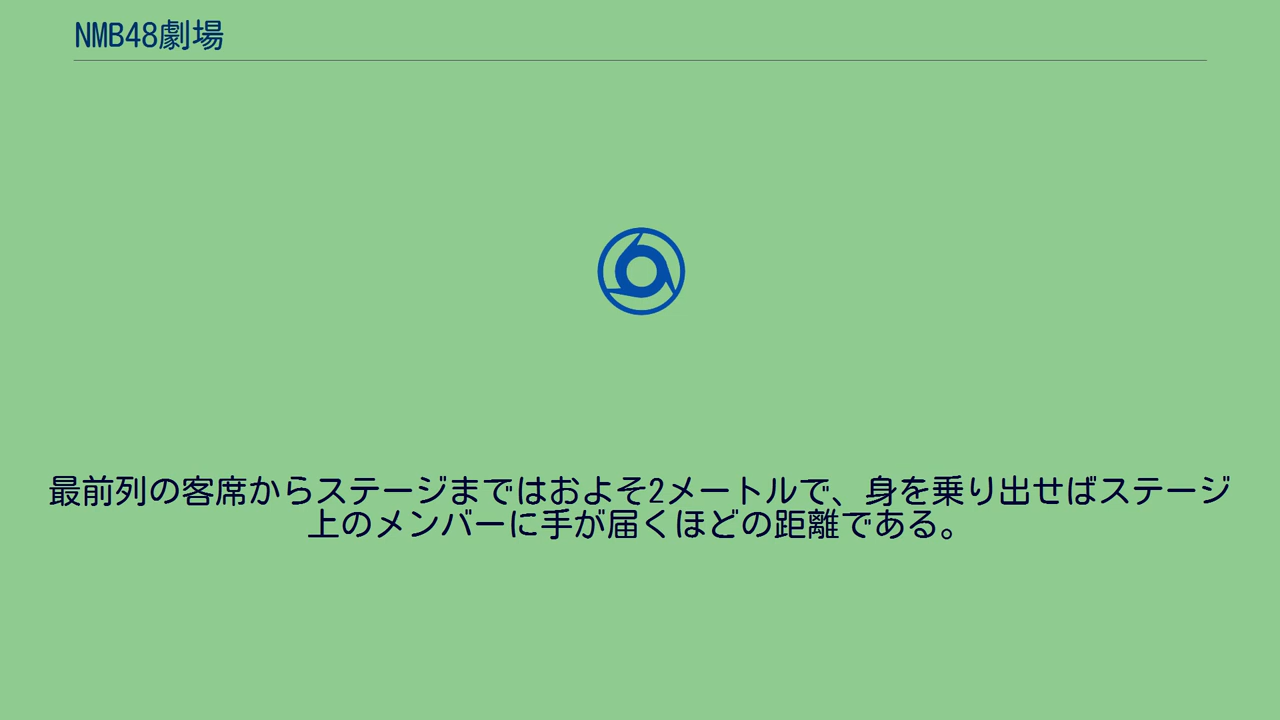 NMB48劇場
最前列の客席からステージまではおよそ2メートルで、身を乗り出せばステージ
上のメンバーに手が届くほどの距離である。